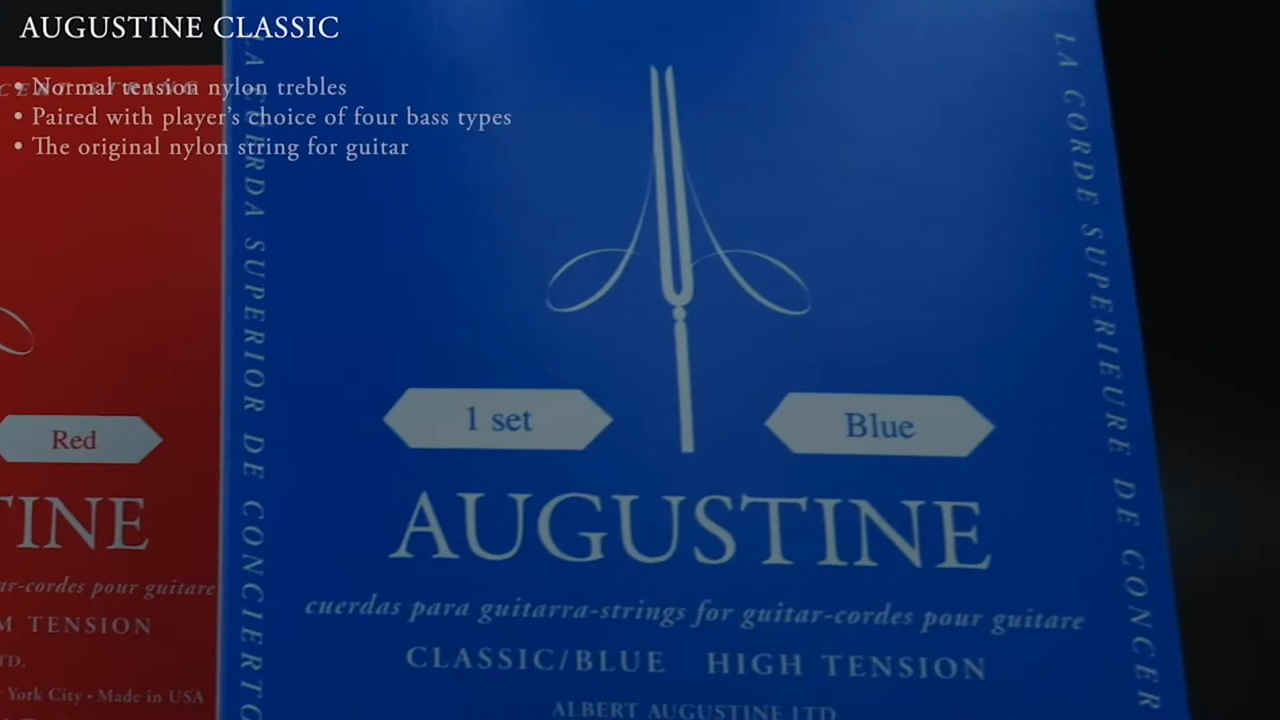 AUGUSTINE CLASSIC
• Normal tension nylon trebles
• Paired with player's choice of four bass types
• The original nylon string for guitar
LA CUERDA SUPERIOR DE CONCIERTO
LA CORDE SUPERIEURE DE CONCER
Red
TINE
ar-cordes pour guitare
M TENSION
TD.
York City • Made in USA
1 set
Blue
AUGUSTINE
cuerdas para guitarra-strings for guitar-cordes pour guitare
CLASSIC/BLUE HIGH TENSION
ALBERT AUGUSTINE LTD